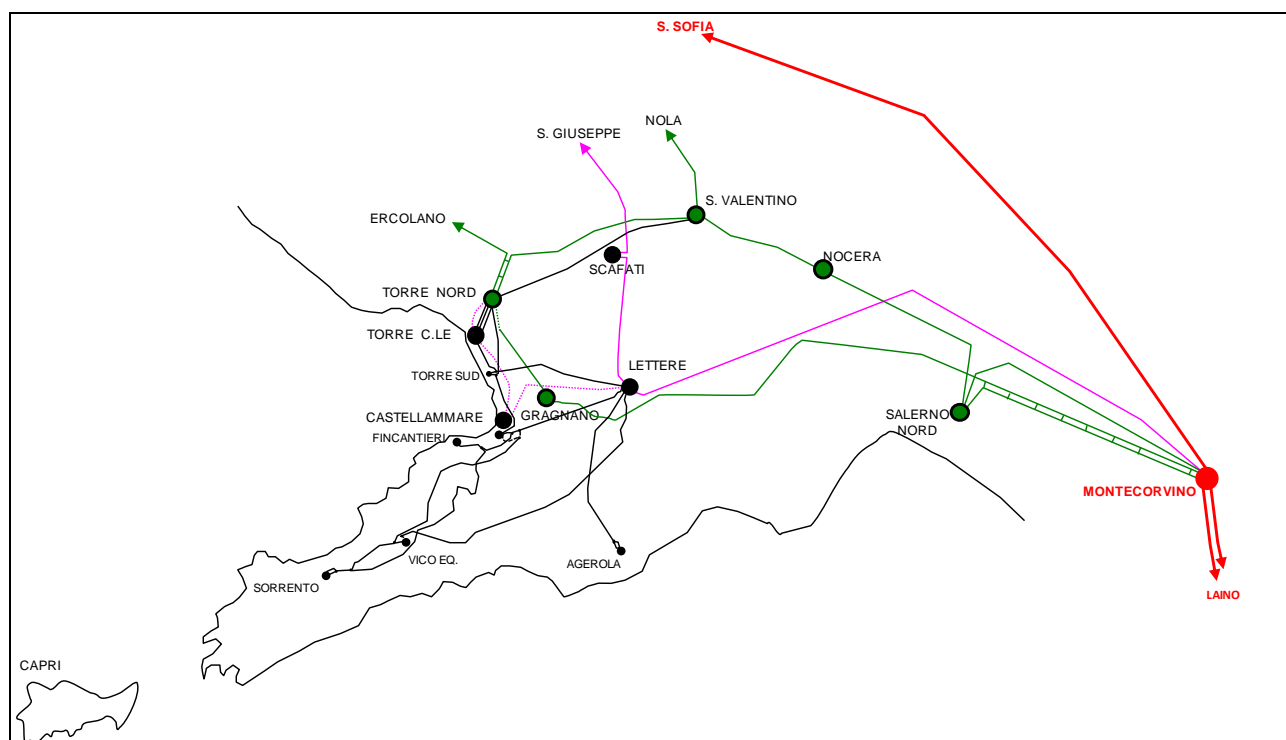 S. SOFIA
NOLA
S. GIUSEPPE
S. VALENTINO
ERCOLANO
NOCERA
SCAFATI
TORRE NORD
TORRE C.LE
LETTERE
TORRE SUD
GRAGNANO
CASTELLAMMARE
SALERNO
NORD
FINCANTIERI
MONTECORVINO
VICO EQ.
AGEROLA
SORRENTO
LAINO
CAPRI